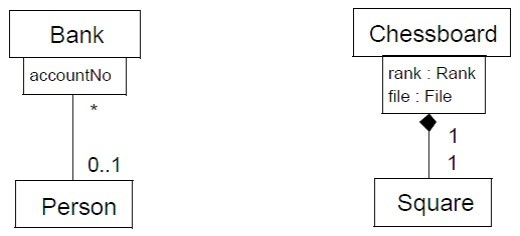 Bank
accountNo
*
0..1
Person
Chessboard
rank : Rank
file : File
1
1
Square